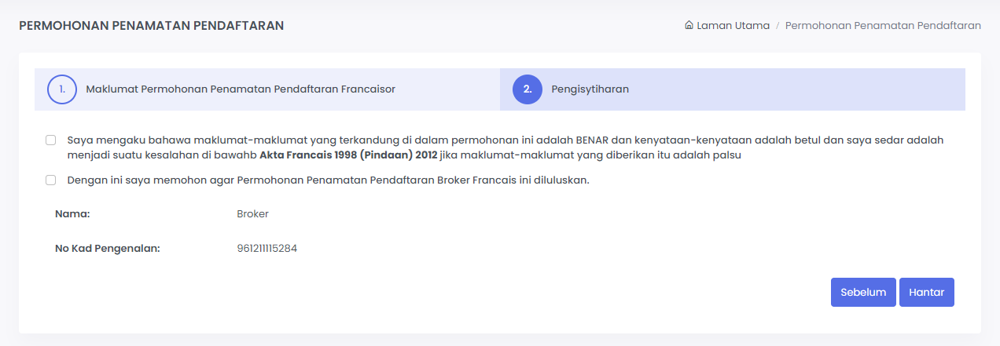 PERMOHONAN PENAMATAN PENDAFTARAN
Laman Utama / Permohonan Penamatan Pendaftaran
1. Maklumat Permohonan Penamatan Pendaftaran Francaisor
2. Pengisytiharan
Saya mengaku bahawa maklumat-maklumat yang terkandung di dalam permohonan ini adalah BENAR dan kenyataan-kenyataan adalah betul dan saya sedar adalah
menjadi suatu kesalahan di bawahb Akta Francais 1998 (Pindaan) 2012 jika maklumat-maklumat yang diberikan itu adalah palsu
Dengan ini saya memohon agar Permohonan Penamatan Pendaftaran Broker Francais ini diluluskan.
Nama: Broker
No Kad Pengenalan: 961211115284
Sebelum Hantar